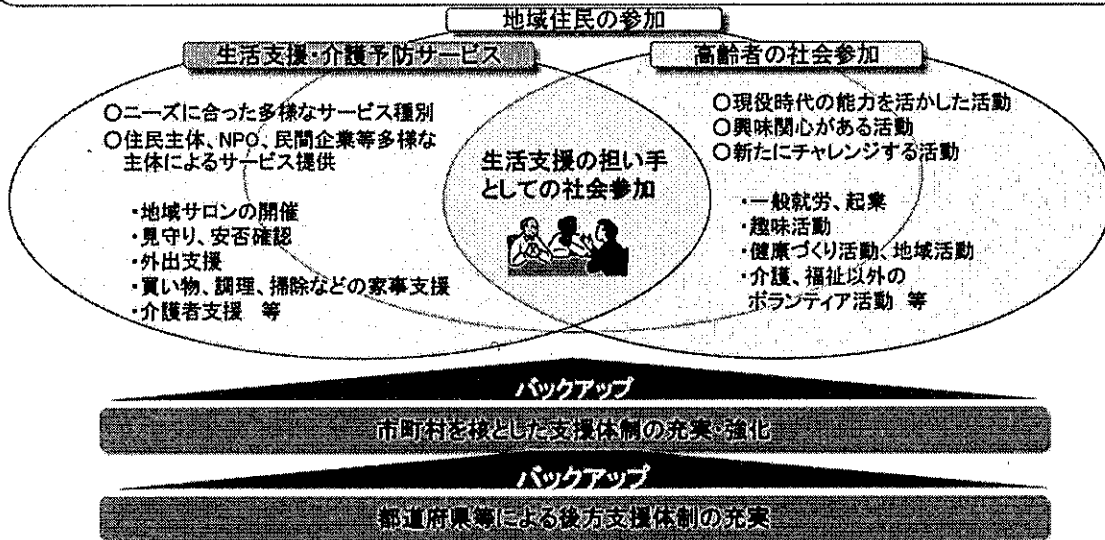 地域住民の参加
生活支援・介護予防サービス
○ニーズに合った多様なサービス種別
○住民主体、NPO、民間企業等多様な
主体によるサービス提供
・地域サロンの開催
・見守り、安否確認
・外出支援
・買い物、調理、掃除などの家事支援
・介護者支援 等
生活支援の担い手
としての社会参加
高齢者の社会参加
○現役時代の能力を活かした活動
○興味関心がある活動
○新たにチャレンジする活動
・一般就労、起業
・趣味活動
・健康づくり活動、地域活動
・介護、福祉以外の
ボランティア活動 等
バックアップ
市町村を核とした支援体制の充実・強化
バックアップ
都道府県等による後方支援体制の充実